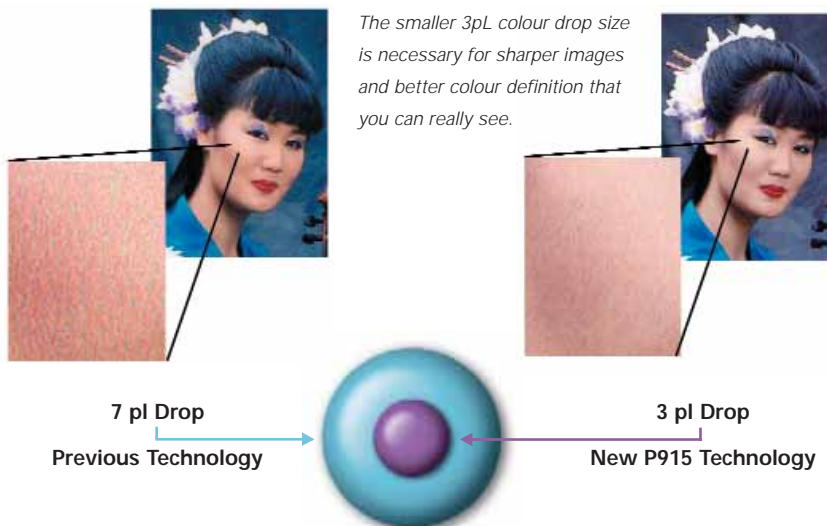 The smaller 3pL colour drop size
is necessary for sharper images
and better colour definition that
you can really see.
7 pl Drop
Previous Technology
3 pl Drop
New P915 Technology